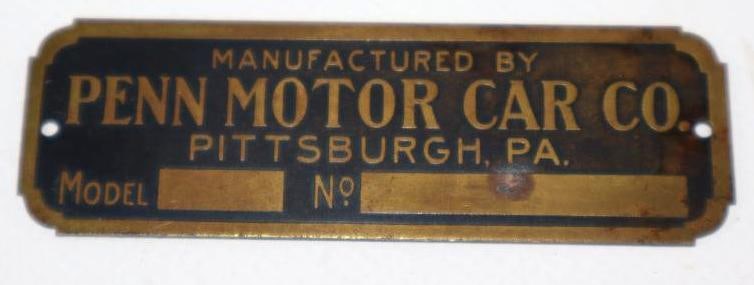 MANUFACTURED BY
PENN MOTOR CAR CO.
PITTSBURGH, PA.
MODEL Nº